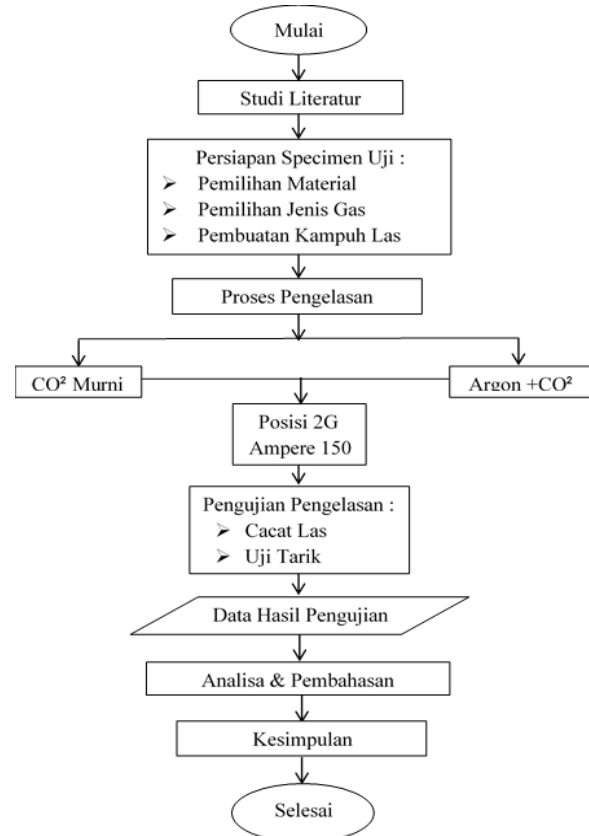 Mulai
Studi Literatur
Persiapan Specimen Uji :
➢ Pemilihan Material
➢ Pemilihan Jenis Gas
➢ Pembuatan Kampuh Las
Proses Pengelasan
CO² Murni
Argon +CO²
Posisi 2G
Ampere 150
Pengujian Pengelasan :
➢ Cacat Las
➢ Uji Tarik
Data Hasil Pengujian
Analisa & Pembahasan
Kesimpulan
Selesai